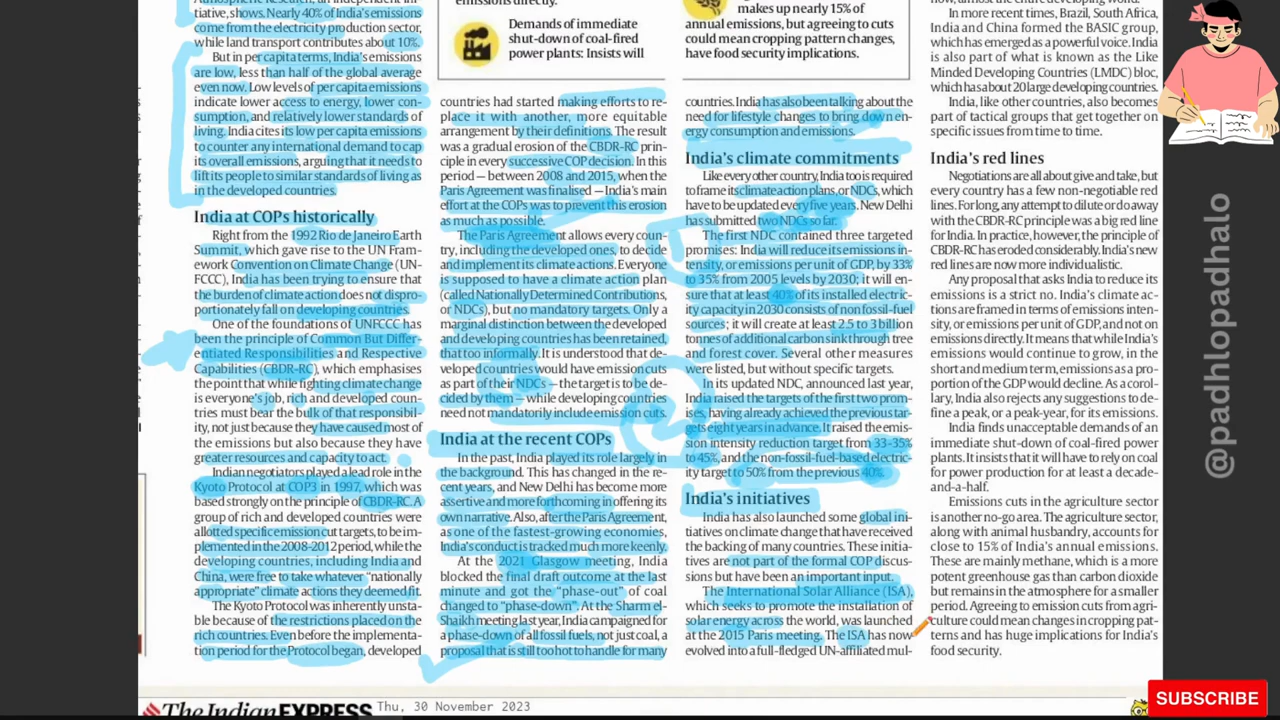 Atmospheric Research, an independent ini-
tiative, shows. Nearly 40% of India's emissions
come from the electricity production sector,
while land transport contributes about 10%.
But in per capita terms, India's emissions
are low, less than half of the global average
even now. Low levels of per capita emissions
indicate lower access to energy, lower con-
sumption, and relatively lower standards of
living. India cites its low per capita emissions
to counter any international demand to cap
its overall emissions, arguing that it needs to
lift its people to similar standards of living as
in the developed countries.
India at COPs historically
Right from the 1992 Rio de Janeiro Earth
Summit, which gave rise to the UN Fram-
ework Convention on Climate Change (UN-
FCCC), India has been trying to ensure that
the burden of climate action does not dispro-
portionately fall on developing countries.
One of the foundations of UNFCCC has
been the principle of Common But Differ-
entiated Responsibilities and Respective
Capabilities (CBDR-RC), which emphasises
the point that while fighting climate change
is everyone's job, rich and developed coun-
tries must bear the bulk of that responsibil-
ity, not just because they have caused most of
the emissions but also because they have
greater resources and capacity to act.
Indian negotiators played a lead role in the
Kyoto Protocol at COP3 in 1997, which was
based strongly on the principle of CBDR-RC. A
group of rich and developed countries were
allotted specific emission cut targets, to be im-
plemented in the 2008-2012 period, while the
developing countries, including India and
China, were free to take whatever "nationally
appropriate" climate actions they deemed fit.
The Kyoto Protocol was inherently unsta-
ble because of the restrictions placed on the
rich countries. Even before the implementa-
tion period for the Protocol began, developed
emissions directly.
Demands of immediate
shut-down of coal-fired
power plants: Insists will
countries had started making efforts to re-
place it with another, more equitable
arrangement by their definitions. The result
was a gradual erosion of the CBDR-RC prin-
ciple in every successive COP decision. In this
period — between 2008 and 2015, when the
Paris Agreement was finalised — India's main
effort at the COPs was to prevent this erosion
as much as possible.
The Paris Agreement allows every coun-
try, including the developed ones, to decide
and implement its climate actions. Everyone
is supposed to have a climate action plan
(called Nationally Determined Contributions,
or NDCs), but no mandatory targets. Only a
marginal distinction between the developed
and developing countries has been retained,
that too informally. It is understood that de-
veloped countries would have emission cuts
as part of their NDCs — the target is to be de-
cided by them — while developing countries
need not mandatorily include emission cuts.
India at the recent COPs
In the past, India played its role largely in
the background. This has changed in the re-
cent years, and New Delhi has become more
assertive and more forthcoming in offering its
own narrative. Also, after the Paris Agreement,
as one of the fastest-growing economies,
India's conduct is tracked much more keenly.
At the 2021 Glasgow meeting, India
blocked the final draft outcome at the last
minute and got the "phase-out" of coal
changed to "phase-down". At the Sharm el-
Shaikh meeting last year, India campaigned for
a phase-down of all fossil fuels, not just coal, a
proposal that is still too hot to handle for many
makes up nearly 15% of
annual emissions, but agreeing to cuts
could mean cropping pattern changes,
have food security implications.
countries. India has also been talking about the
need for lifestyle changes to bring down en-
ergy consumption and emissions.
India's climate commitments
Like every other country, India too is required
to frame its climate action plans, or NDCs, which
have to be updated every five years. New Delhi
has submitted two NDCs so far.
The first NDC contained three targeted
promises: India will reduce its emissions in-
tensity, or emissions per unit of GDP, by 33%
to 35% from 2005 levels by 2030; it will en-
sure that at least 40% of its installed electric-
ity capacity in 2030 consists of non fossil-fuel
sources; it will create at least 2.5 to 3 billion
tonnes of additional carbon sink through tree
and forest cover. Several other measures
were listed, but without specific targets.
In its updated NDC, announced last year,
India raised the targets of the first two prom-
ises, having already achieved the previous tar-
gets eight years in advance. It raised the emis-
sion intensity reduction target from 33-35%
to 45%, and the non-fossil-fuel-based electric-
ity target to 50% from the previous 40%.
India's initiatives
India has also launched some global ini-
tiatives on climate change that have received
the backing of many countries. These initia-
tives are not part of the formal COP discus-
sions but have been an important input.
The International Solar Alliance (ISA),
which seeks to promote the installation of
solar energy across the world, was launched
at the 2015 Paris meeting. The ISA has now
evolved into a full-fledged UN-affiliated mul-
In more recent times, Brazil, South Africa,
India and China formed the BASIC group,
which has emerged as a powerful voice. India
is also part of what is known as the Like
Minded Developing Countries (LMDC) bloc,
which has about 20 large developing countries.
India, like other countries, also becomes
part of tactical groups that get together on
specific issues from time to time.
India's red lines
Negotiations are all about give and take, but
every country has a few non-negotiable red
lines. For long, any attempt to dilute or do away
with the CBDR-RC principle was a big red line
for India. In practice, however, the principle of
CBDR-RC has eroded considerably. India's new
red lines are now more individualistic.
Any proposal that asks India to reduce its
emissions is a strict no. India's climate ac-
tions are framed in terms of emissions inten-
sity, or emissions per unit of GDP, and not on
emissions directly. It means that while India's
emissions would continue to grow, in the
short and medium term, emissions as a pro-
portion of the GDP would decline. As a corol-
lary, India also rejects any suggestions to de-
fine a peak, or a peak-year, for its emissions.
India finds unacceptable demands of an
immediate shut-down of coal-fired power
plants. It insists that it will have to rely on coal
for power production for at least a decade-
and-a-half.
Emissions cuts in the agriculture sector
is another no-go area. The agriculture sector,
along with animal husbandry, accounts for
close to 15% of India's annual emissions.
These are mainly methane, which is a more
potent greenhouse gas than carbon dioxide
but remains in the atmosphere for a smaller
period. Agreeing to emission cuts from agri-
culture could mean changes in cropping pat-
terns and has huge implications for India's
food security.
@padhlopadhalo
The Indian EXPRESS
Thu, 30 November 2023
SUBSCRIBE